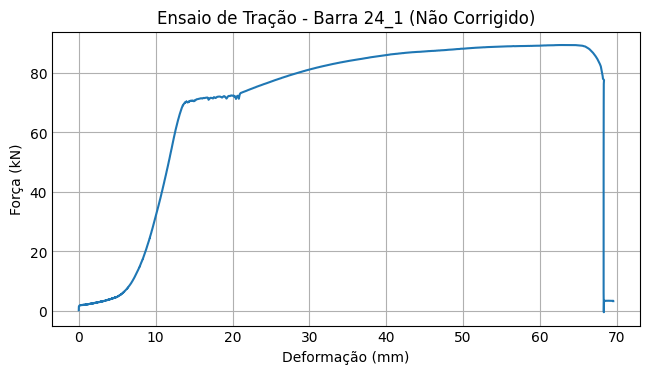 Ensaio de Tração - Barra 24_1 (Não Corrigido)
Força (kN)
80
60
40
20
0
0 10 20 30 40 50 60 70
Deformação (mm)